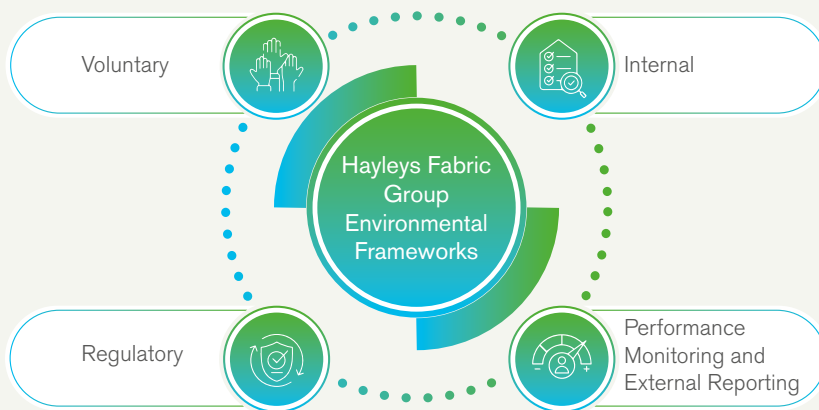 Voluntary
Internal
Hayleys Fabric
Group
Environmental
Frameworks
Regulatory
Performance
Monitoring and
External Reporting